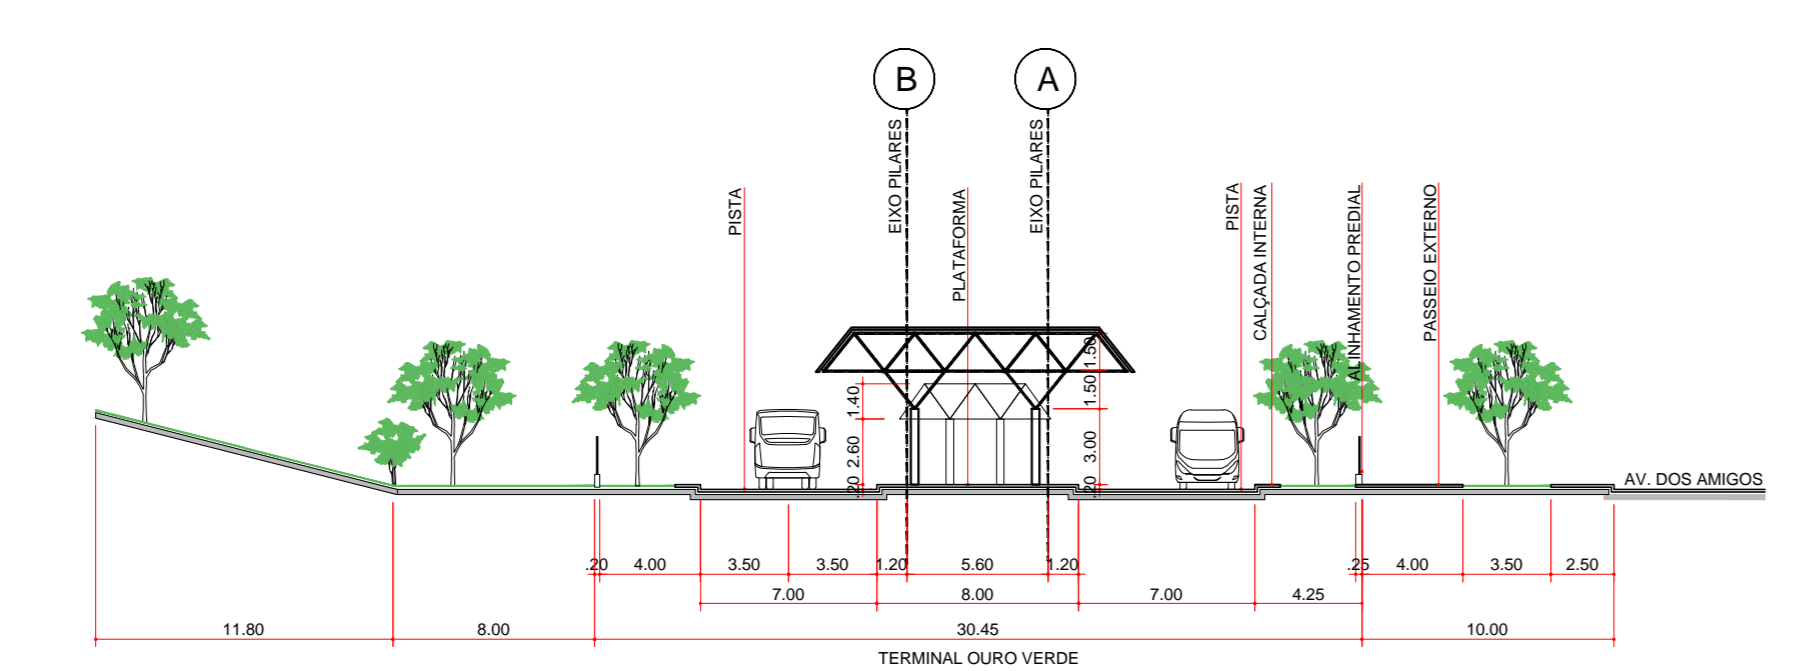 B
A
EIXO PILARES
EIXO PILARES
PISTA
PLATAFORMA
PISTA
CALÇADA INTERNA
ALINHAMENTO PREDIAL
PASSEIO EXTERNO
1.50
1.50
3.00
.20
1.40
2.60
.20
AV. DOS AMIGOS
.20
4.00
3.50
3.50
1.20
5.60
1.20
.25
4.00
3.50
2.50
7.00
8.00
7.00
4.25
11.80
8.00
30.45
10.00
TERMINAL OURO VERDE